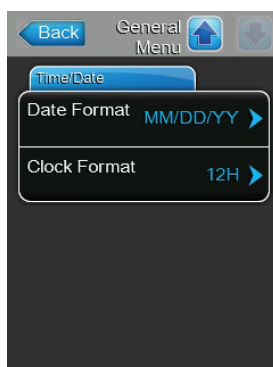 Back
General
Menu
Time/Date
Date Format MM/DD/YY
Clock Format 12H